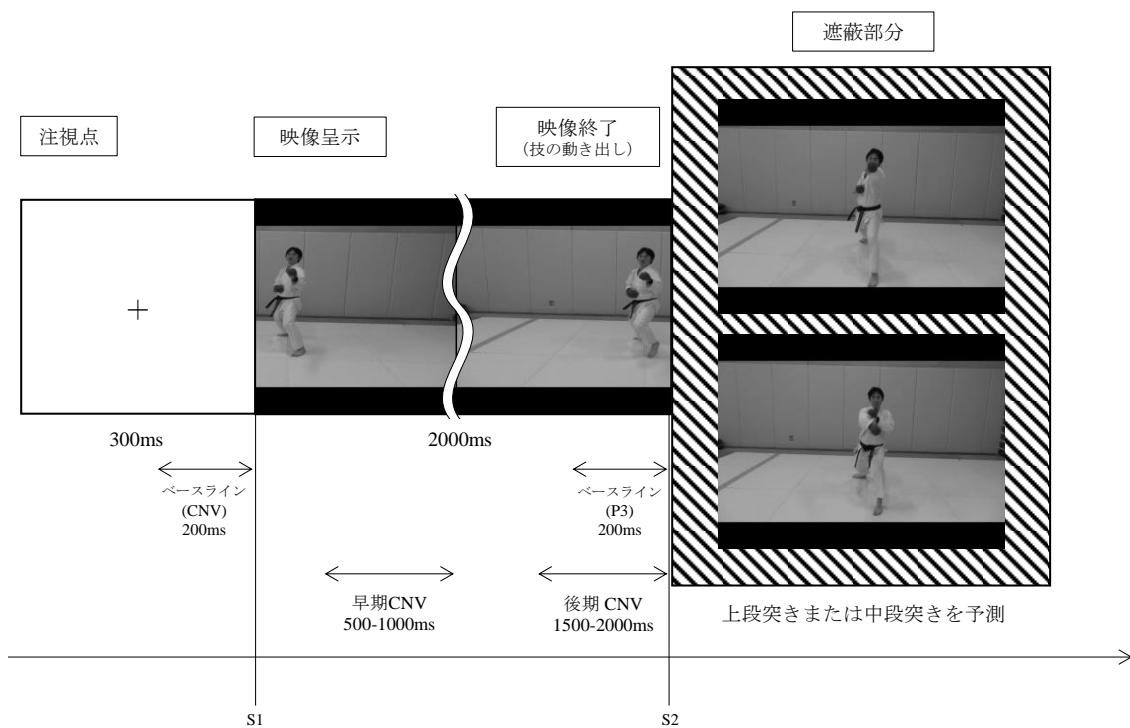 遮蔽部分
注視点
映像呈示
映像終了
(技の動き出し)
300ms
2000ms
ベースライン
(CNV)
200ms
ベースライン
(P3)
200ms
早期CNV
500-1000ms
後期 CNV
1500-2000ms
上段突きまたは中段突きを予測
S1
S2